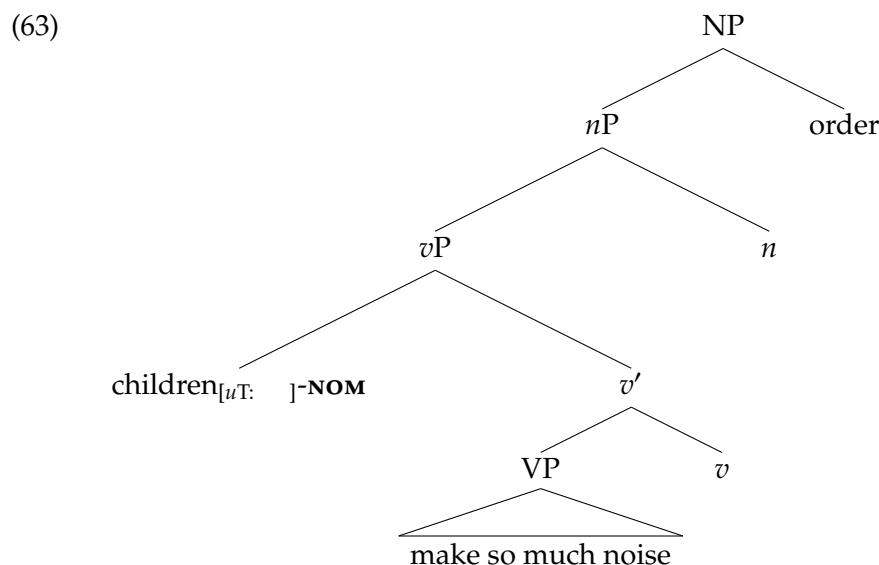 (63) NP
nP order
vP n
children[uT: ]-NOM v′
VP v
make so much noise